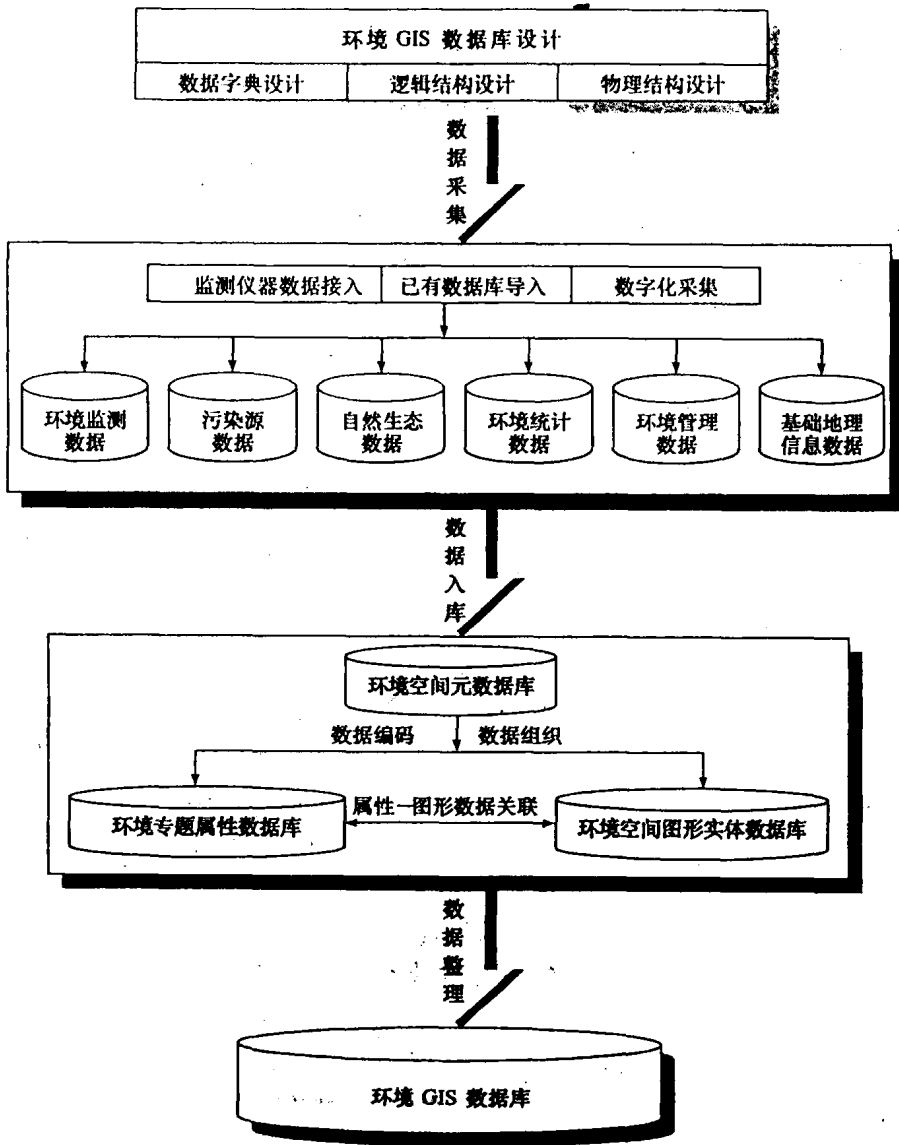 环境 GIS 数据库设计
数据字典设计
逻辑结构设计
物理结构设计
数据采集
监测仪器数据接入
已有数据库导入
数字化采集
环境监测
数据
污染源
数据
自然生态
数据
环境统计
数据
环境管理
数据
基础地理
信息数据
数据入库
环境空间元数据库
数据编码
数据组织
环境专题属性数据库
属性—图形数据关联
环境空间图形实体数据库
数据整理
环境 GIS 数据库